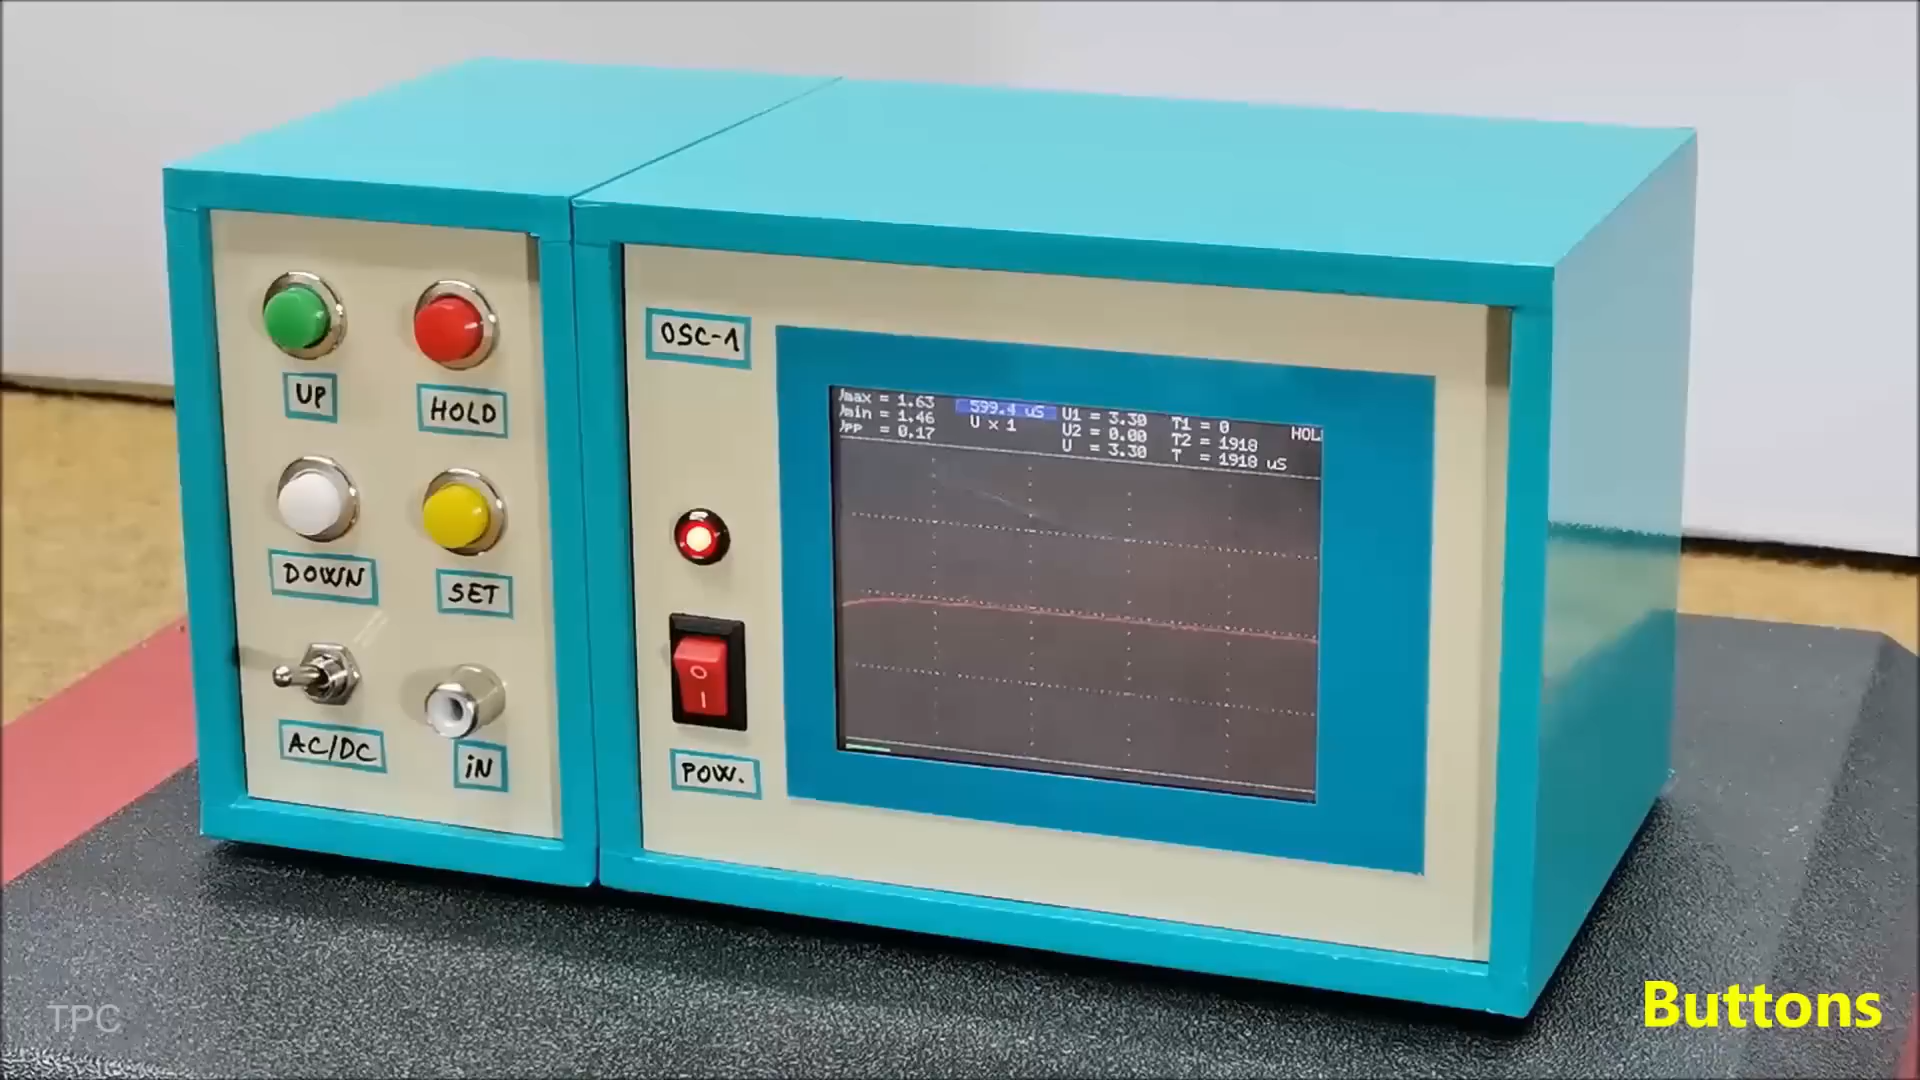 UP
HOLD
DOWN
SET
AC/DC
iN
OSC-1
POW.
max = 1.63
min = 1.46
pp = 0.17
599.4 uS
U x 1
U1 = 3.30
U2 = 0.00
U = 3.30
T1 = 0
T2 = 1918
T = 1918 uS
HOL
O
I
TPC
Buttons